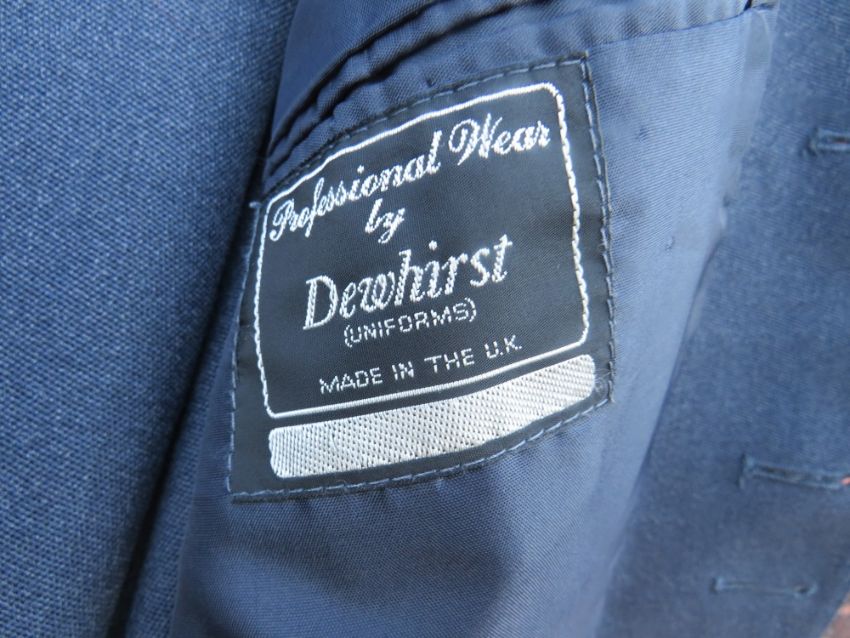 Professional Wear
by
Dewhirst
(UNIFORMS)
MADE IN THE U.K.